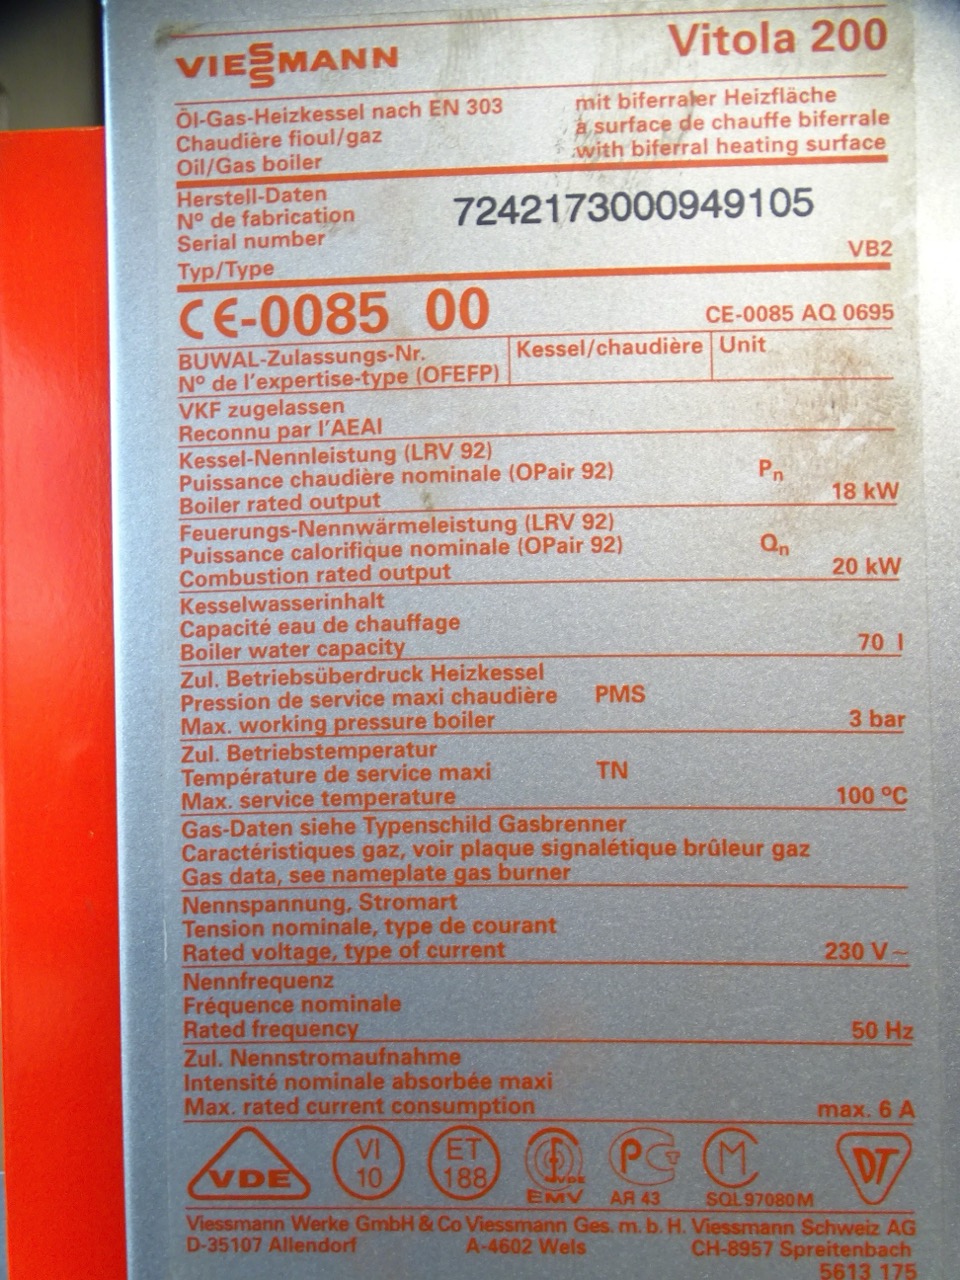 VIESSMANN
Vitola 200
Öl-Gas-Heizkessel nach EN 303
Chaudière fioul/gaz
Oil/Gas boiler
mit biferraler Heizfläche
à surface de chauffe biferrale
with biferral heating surface
Herstell-Daten
Nº de fabrication
Serial number
7242173000949105
Typ/Type
VB2
CE-0085 00
CE-0085 AQ 0695
BUWAL-Zulassungs-Nr.
Nº de l'expertise-type (OFEFP)
Kessel/chaudière
Unit
VKF zugelassen
Reconnu par l'AEAI
Kessel-Nennleistung (LRV 92)
Puissance chaudière nominale (OPair 92) Pn
Boiler rated output 18 kW
Feuerungs-Nennwärmeleistung (LRV 92)
Puissance calorifique nominale (OPair 92) Qn
Combustion rated output 20 kW
Kesselwasserinhalt
Capacité eau de chauffage
Boiler water capacity 70 l
Zul. Betriebsüberdruck Heizkessel
Pression de service maxi chaudière PMS
Max. working pressure boiler 3 bar
Zul. Betriebstemperatur
Température de service maxi TN
Max. service temperature 100 ºC
Gas-Daten siehe Typenschild Gasbrenner
Caractéristiques gaz, voir plaque signalétique brûleur gaz
Gas data, see nameplate gas burner
Nennspannung, Stromart
Tension nominale, type de courant
Rated voltage, type of current 230 V~
Nennfrequenz
Fréquence nominale
Rated frequency 50 Hz
Zul. Nennstromaufnahme
Intensité nominale absorbée maxi
Max. rated current consumption max. 6 A
VDE
VI
10
ET
188
VDE
EMV
РС
АЯ 43
M
SQL97080M
DT
Viessmann Werke GmbH & Co
D-35107 Allendorf
Viessmann Ges. m. b. H.
A-4602 Wels
Viessmann Schweiz AG
CH-8957 Spreitenbach
5613 175